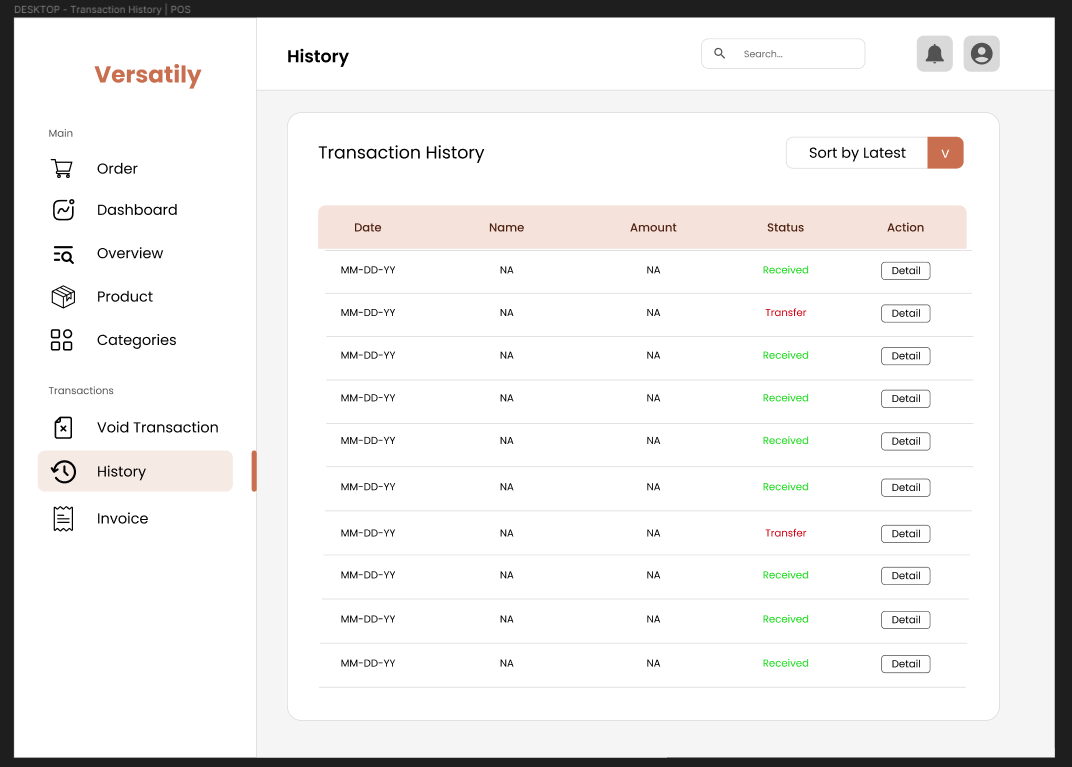 DESKTOP - Transaction History | POS
Versatily
History
Search...
Main
Order
Dashboard
Overview
Product
Categories
Transactions
Void Transaction
History
Invoice
Transaction History
Sort by Latest V
Date Name Amount Status Action
MM-DD-YY NA NA Received Detail
MM-DD-YY NA NA Transfer Detail
MM-DD-YY NA NA Received Detail
MM-DD-YY NA NA Received Detail
MM-DD-YY NA NA Received Detail
MM-DD-YY NA NA Received Detail
MM-DD-YY NA NA Transfer Detail
MM-DD-YY NA NA Received Detail
MM-DD-YY NA NA Received Detail
MM-DD-YY NA NA Received Detail